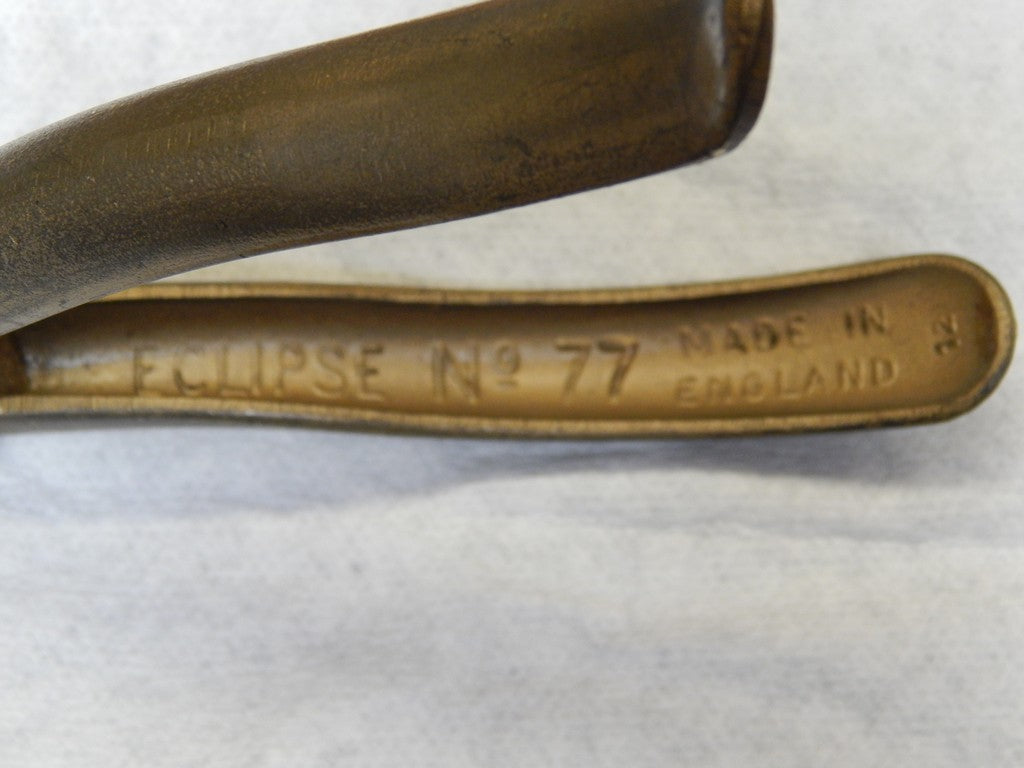 ECLIPSE Nº 77
MADE IN
ENGLAND
12